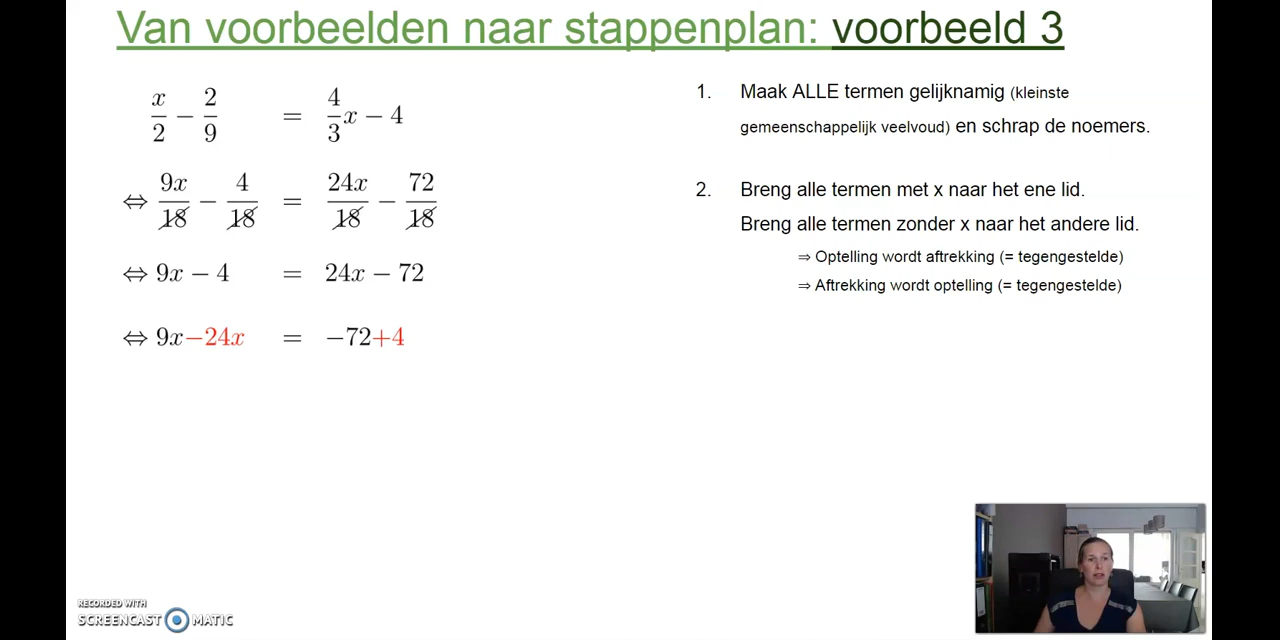 Van voorbeelden naar stappenplan: voorbeeld 3
x/2 − 2/9 = 4/3 x − 4
⇔ 9x/18 − 4/18 = 24x/18 − 72/18
⇔ 9x − 4 = 24x − 72
⇔ 9x−24x = −72+4
1. Maak ALLE termen gelijknamig (kleinste
gemeenschappelijk veelvoud) en schrap de noemers.
2. Breng alle termen met x naar het ene lid.
Breng alle termen zonder x naar het andere lid.
⇒ Optelling wordt aftrekking (= tegengestelde)
⇒ Aftrekking wordt optelling (= tegengestelde)
RECORDED WITH
SCREENCAST MATIC